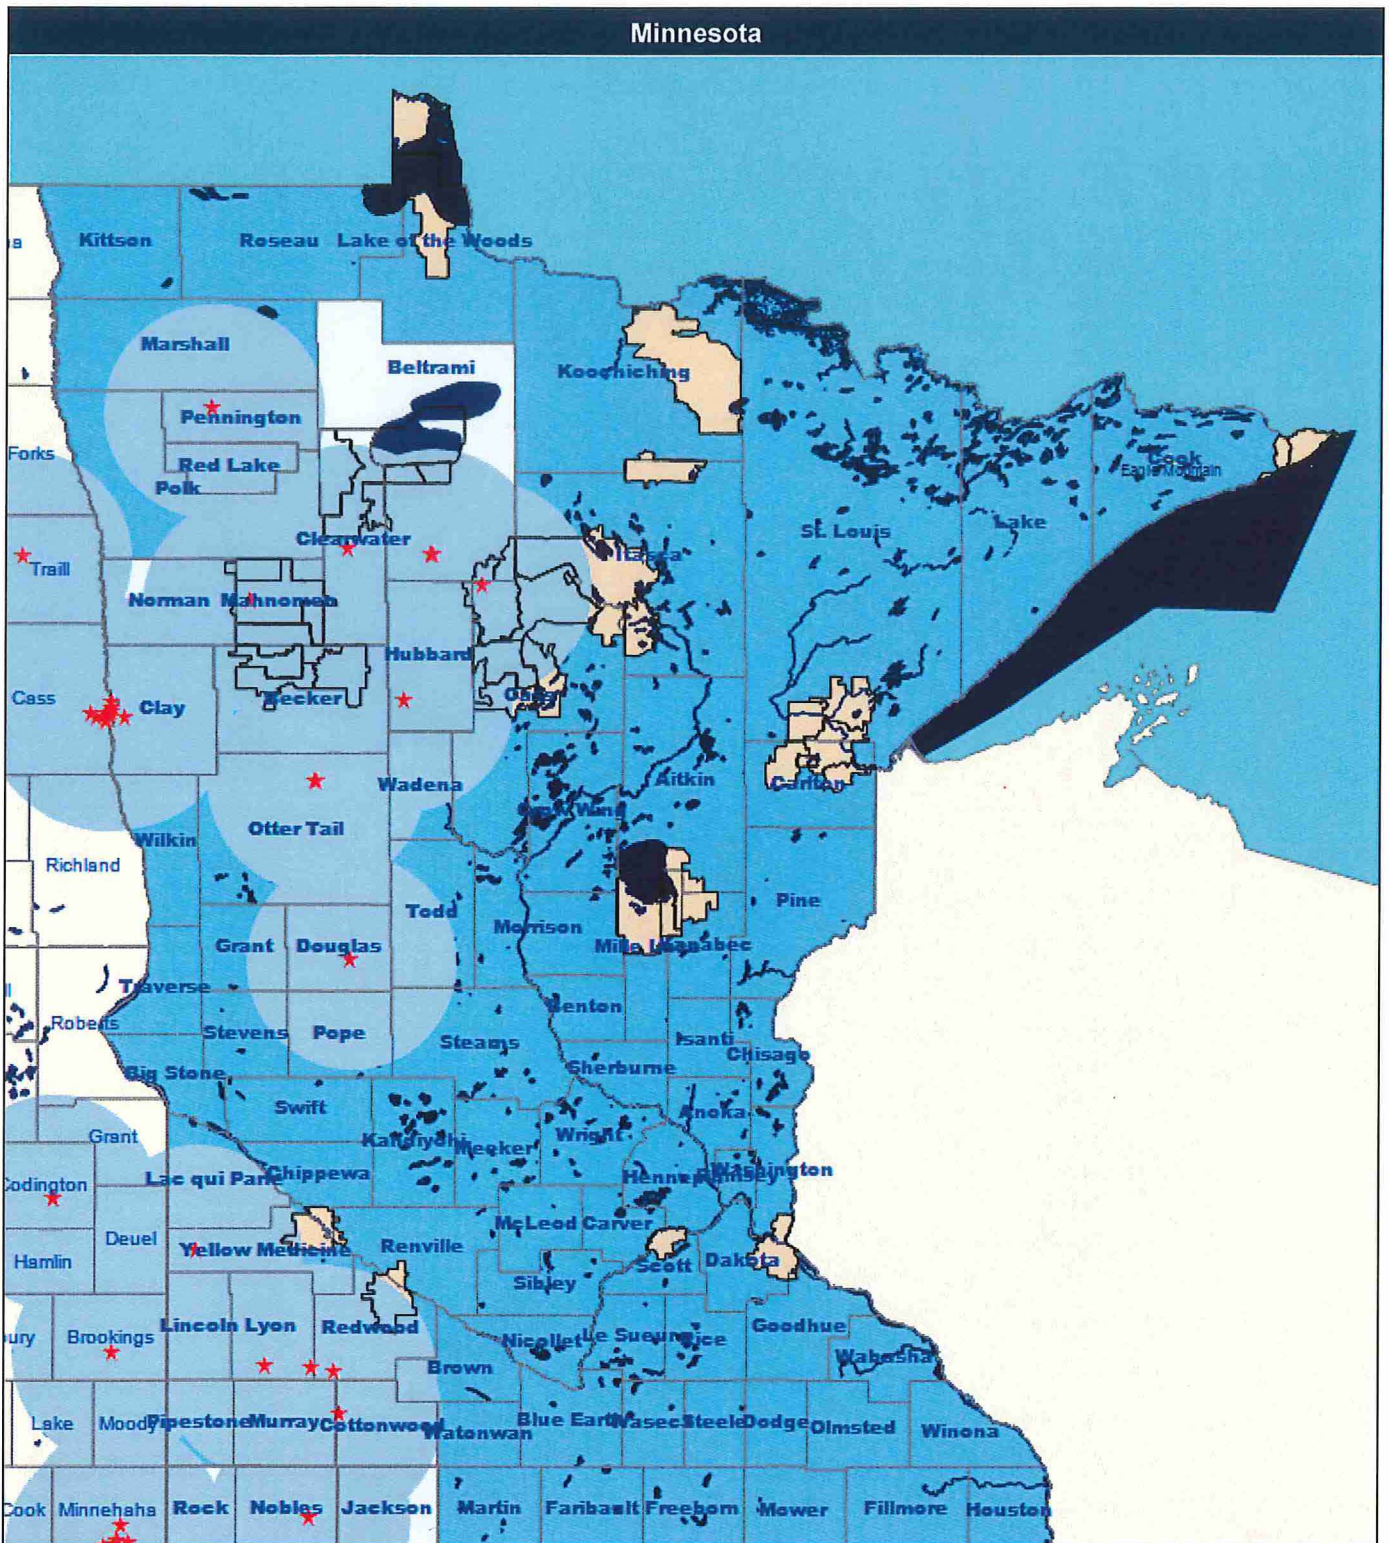 Minnesota
Kittson
Roseau
Lake of the Woods
Marshall
Beltrami
Koochiching
Pennington
Forks
Red Lake
Polk
Cook
Eagle Mountain
Clearwater
St. Louis
Lake
Itasca
Traill
Norman
Mahnomen
Hubbard
Cass
Clay
Becker
Cass
Wadena
Aitkin
Carlton
Crow Wing
Otter Tail
Wilkin
Richland
Todd
Pine
Morrison
Grant
Douglas
Mille Lacs
Kanabec
Traverse
Benton
Roberts
Stevens
Pope
Stearns
Isanti
Chisago
Big Stone
Sherburne
Swift
Anoka
Grant
Kandiyohi
Meeker
Wright
Lac qui Parle
Chippewa
Hennepin
Ramsey
Washington
Codington
McLeod
Carver
Deuel
Yellow Medicine
Renville
Hamlin
Scott
Dakota
Sibley
Lincoln
Lyon
Redwood
Goodhue
Brookings
Nicollet
Le Sueur
Rice
Brown
Wabasha
Lake
Moody
Pipestone
Murray
Cottonwood
Watonwan
Blue Earth
Waseca
Steele
Dodge
Olmsted
Winona
Cook
Minnehaha
Rock
Nobles
Jackson
Martin
Faribault
Freeborn
Mower
Fillmore
Houston